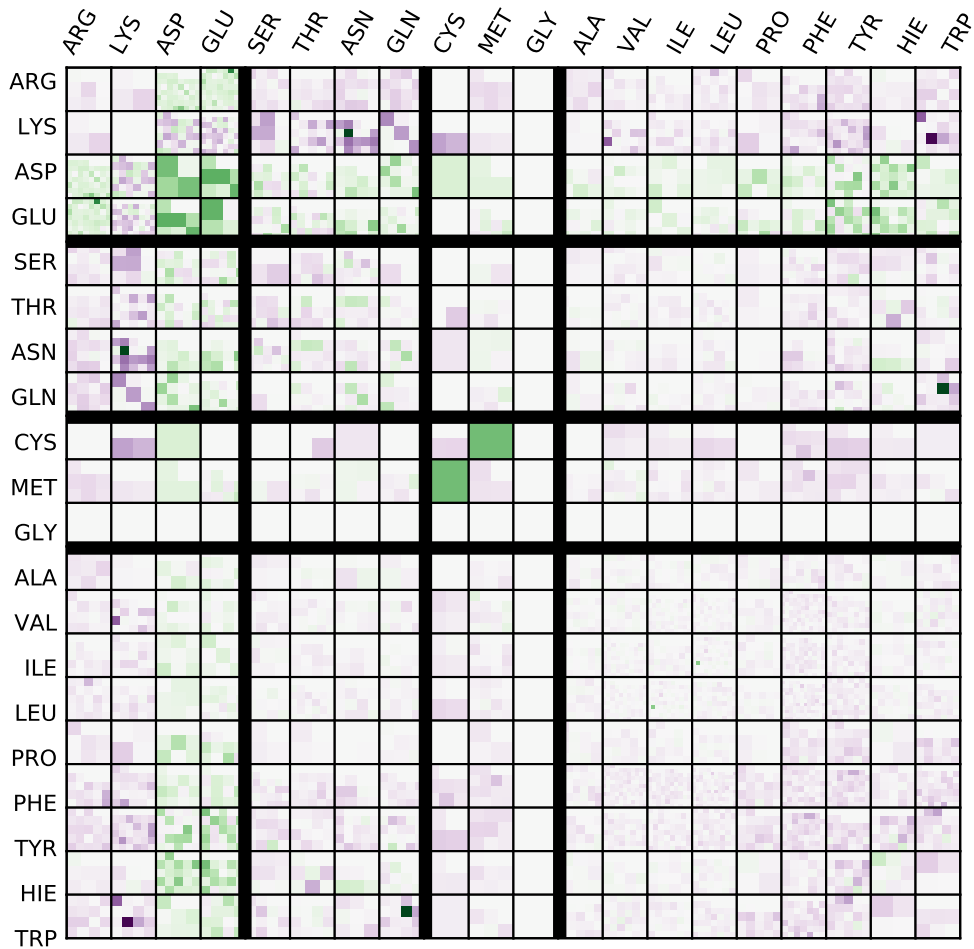 ARG LYS ASP GLU SER THR ASN GLN CYS MET GLY ALA VAL ILE LEU PRO PHE TYR HIE TRP
ARG
LYS
ASP
GLU
SER
THR
ASN
GLN
CYS
MET
GLY
ALA
VAL
ILE
LEU
PRO
PHE
TYR
HIE
TRP